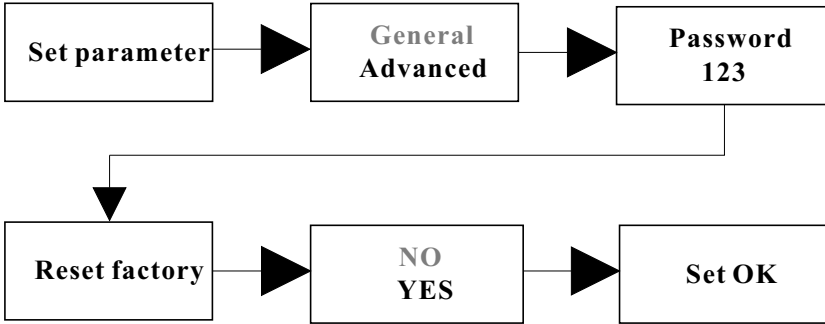 Set parameter
General
Advanced
Password
123
Reset factory
NO
YES
Set OK